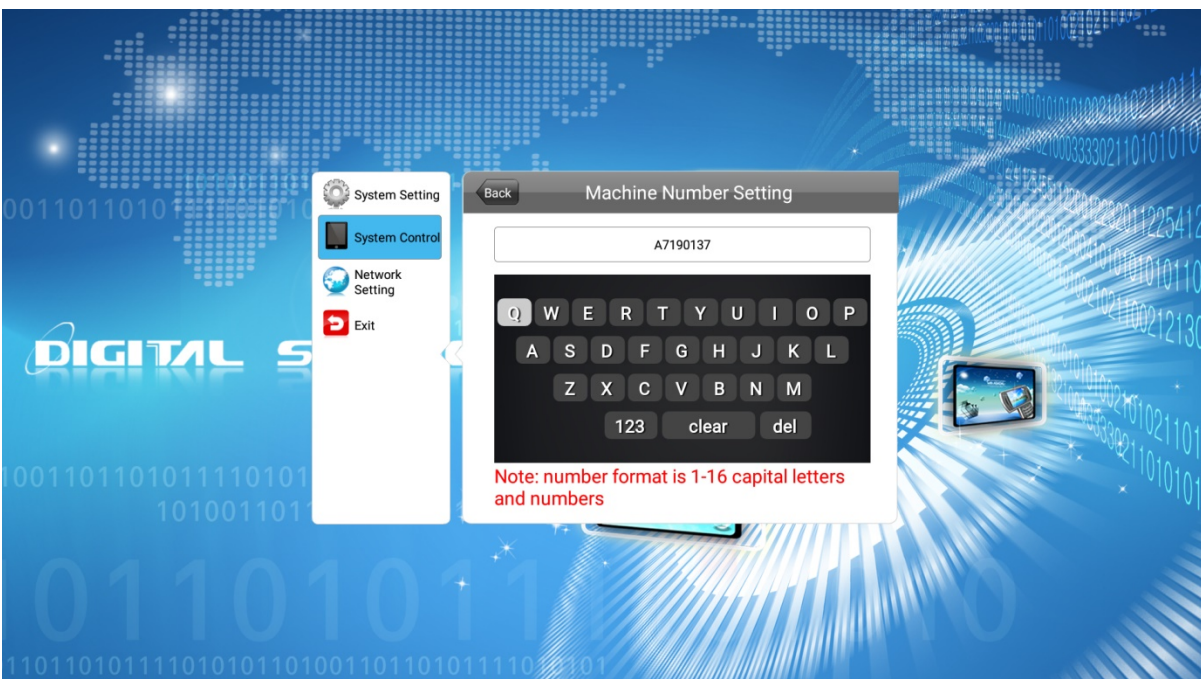 System Setting
System Control
Network
Setting
Exit
Back
Machine Number Setting
A7190137
Q W E R T Y U I O P
A S D F G H J K L
Z X C V B N M
123 clear del
Note: number format is 1-16 capital letters
and numbers
DIGITAL S